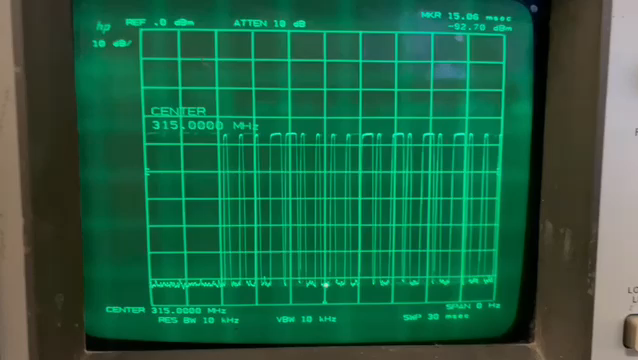 hp
REF .0 dBm ATTEN 10 dB
MKR 15.06 msec
-92.70 dBm
10 dB/
CENTER
315.0000 MHz
CENTER 315.0000 MHz
SPAN 0 Hz
RES BW 10 kHz VBW 10 kHz SWP 30 msec